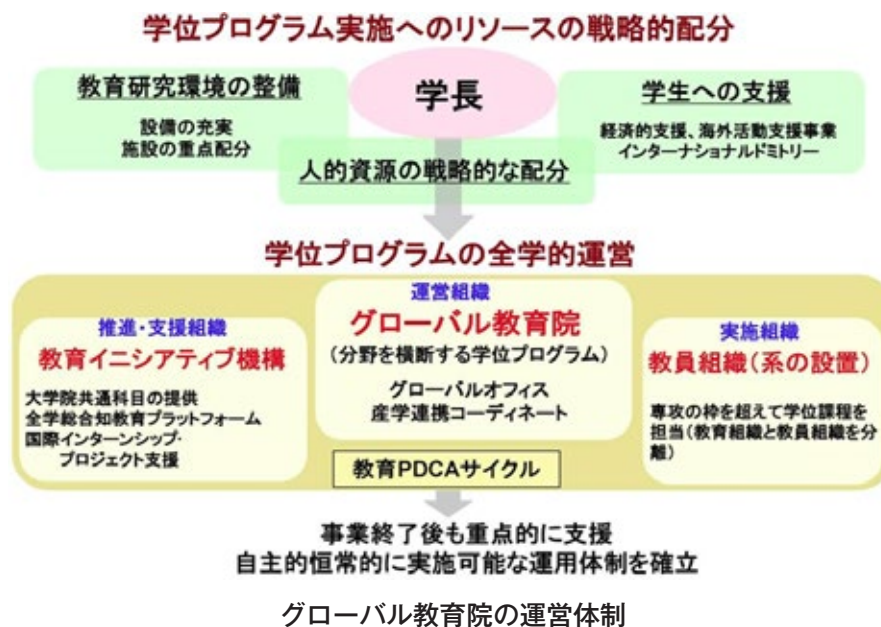 学位プログラム実施へのリソースの戦略的配分
教育研究環境の整備
設備の充実
施設の重点配分
学長
学生への支援
経済的支援、海外活動支援事業
インターナショナルドミトリー
人的資源の戦略的な配分
学位プログラムの全学的運営
推進・支援組織
教育イニシアティブ機構
大学院共通科目の提供
全学総合知教育プラットフォーム
国際インターンシップ・
プロジェクト支援
運営組織
グローバル教育院
(分野を横断する学位プログラム)
グローバルオフィス
産学連携コーディネート
実施組織
教員組織(系の設置)
専攻の枠を超えて学位課程を
担当(教育組織と教員組織を分
離)
教育PDCAサイクル
事業終了後も重点的に支援
自主的恒常的に実施可能な運用体制を確立
グローバル教育院の運営体制